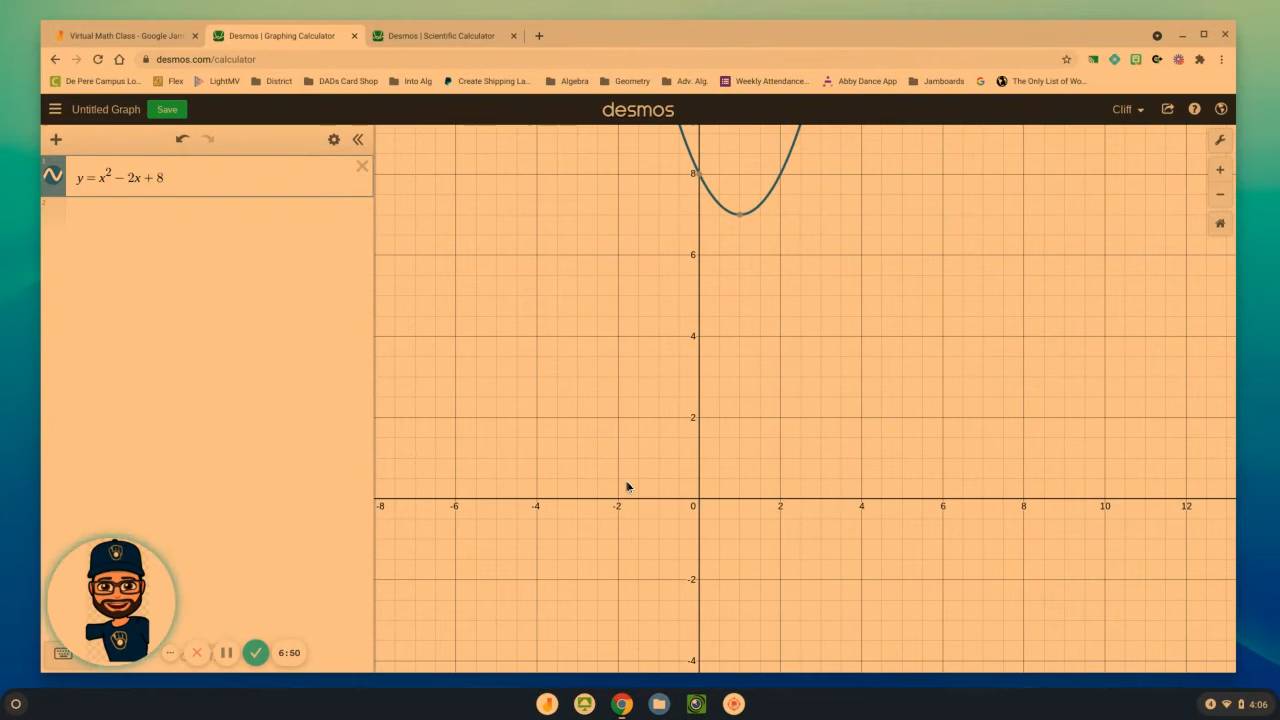 Virtual Math Class - Google Jam
Desmos | Graphing Calculator
Desmos | Scientific Calculator
desmos.com/calculator
De Pere Campus Lo...
Flex
LightMV
District
DADs Card Shop
Into Alg
Create Shipping La...
Algebra
Geometry
Adv. Alg.
Weekly Attendance...
Abby Dance App
Jamboards
The Only List of Wo...
Untitled Graph
Save
desmos
Cliff
1
y = x² − 2x + 8
2
8
6
4
2
-8
-6
-4
-2
0
2
4
6
8
10
12
-2
-4
6:50
4
4:06